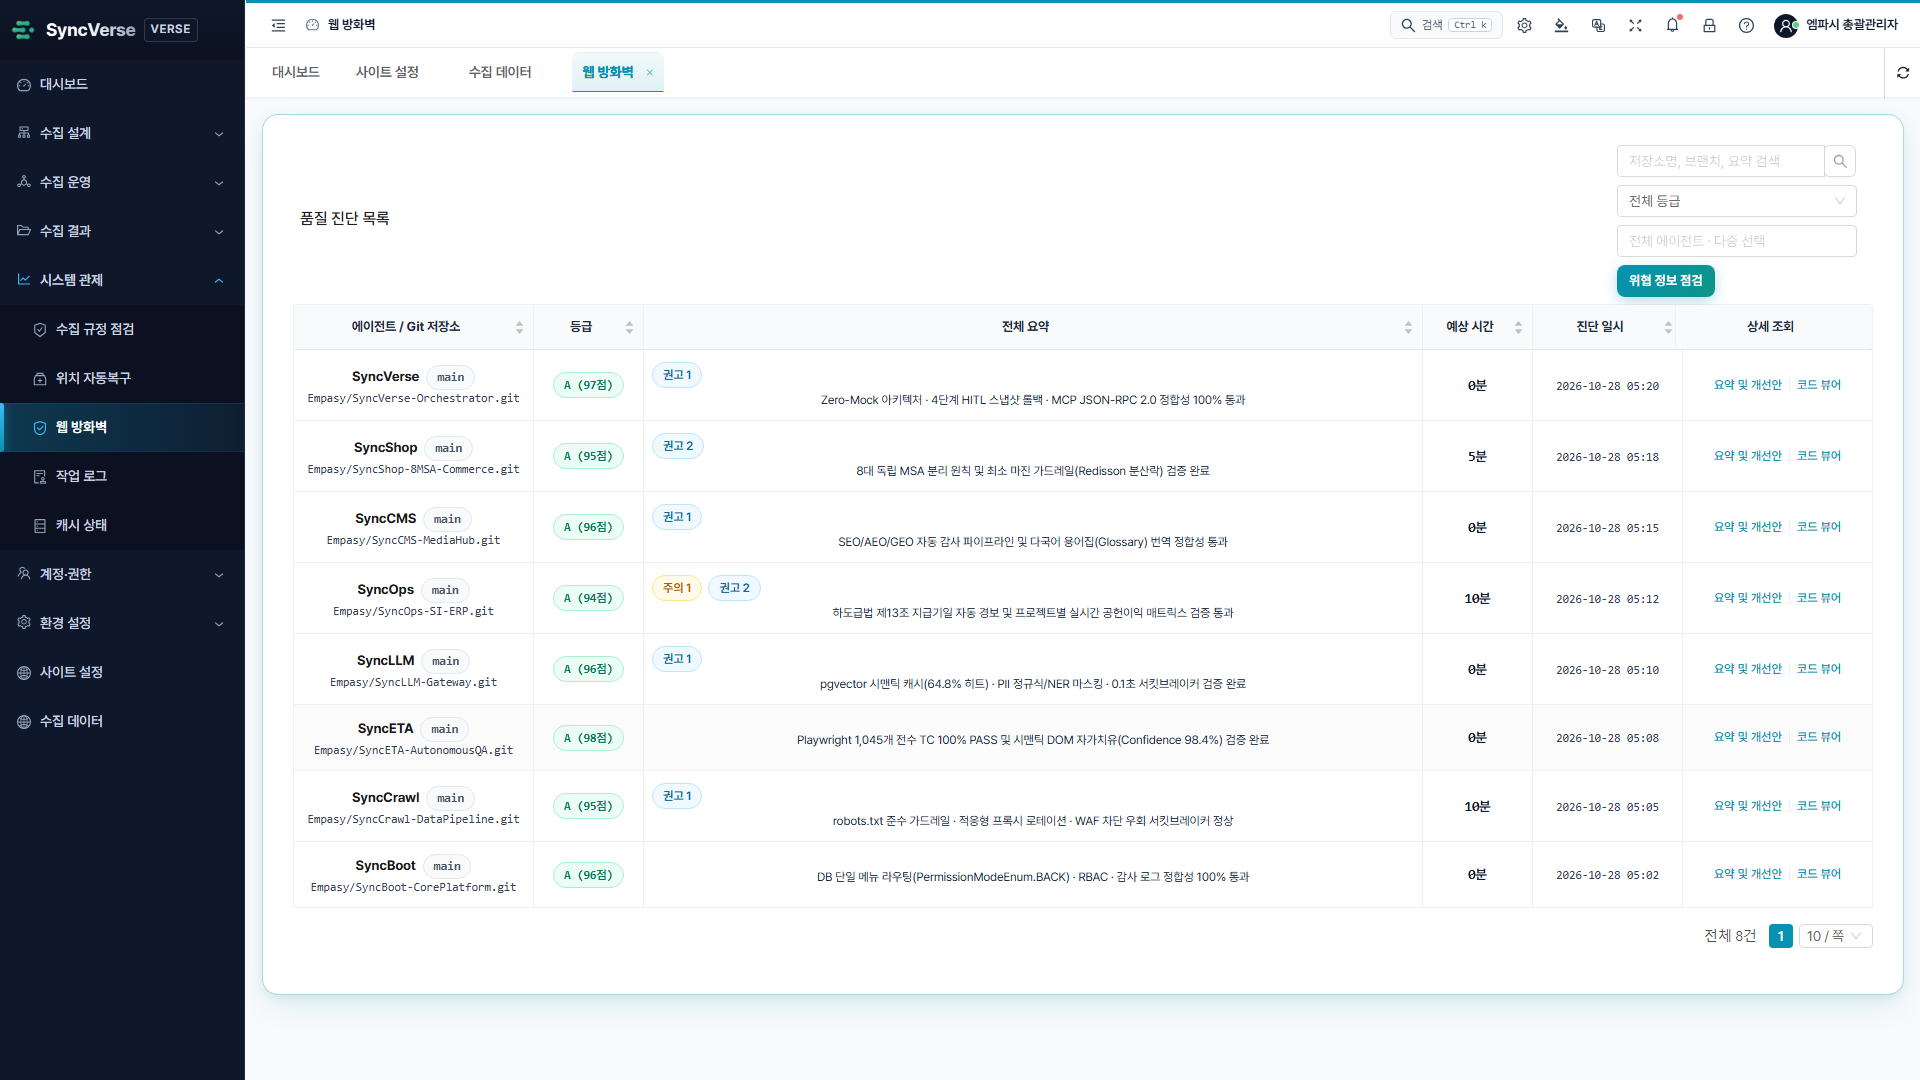 SyncVerse VERSE
웹 방화벽
검색 Ctrl k
엠파시 총괄관리자
대시보드
수집 설계
수집 운영
수집 결과
시스템 관제
수집 규정 점검
위치 자동복구
웹 방화벽
작업 로그
캐시 상태
계정·권한
환경 설정
사이트 설정
수집 데이터
대시보드 사이트 설정 수집 데이터 웹 방화벽 ×
저장소명, 브랜치, 요약 검색
전체 등급
품질 진단 목록
전체 에이전트 · 다중 선택
위협 정보 점검
에이전트 / Git 저장소 등급 전체 요약 예상 시간 진단 일시 상세 조회
SyncVerse main
Empasy/SyncVerse-Orchestrator.git
A (97점)
권고 1
Zero-Mock 아키텍처 · 4단계 HITL 스냅샷 롤백 · MCP JSON-RPC 2.0 정합성 100% 통과
0분
2026-10-28 05:20
요약 및 개선안 코드 뷰어
SyncShop main
Empasy/SyncShop-8MSA-Commerce.git
A (95점)
권고 2
8대 독립 MSA 분리 원칙 및 최소 마진 가드레일(Redisson 분산락) 검증 완료
5분
2026-10-28 05:18
요약 및 개선안 코드 뷰어
SyncCMS main
Empasy/SyncCMS-MediaHub.git
A (96점)
권고 1
SEO/AEO/GEO 자동 감사 파이프라인 및 다국어 용어집(Glossary) 번역 정합성 통과
0분
2026-10-28 05:15
요약 및 개선안 코드 뷰어
SyncOps main
Empasy/SyncOps-SI-ERP.git
A (94점)
주의 1 권고 2
하도급법 제13조 지급기일 자동 경보 및 프로젝트별 실시간 공헌이익 매트릭스 검증 통과
10분
2026-10-28 05:12
요약 및 개선안 코드 뷰어
SyncLLM main
Empasy/SyncLLM-Gateway.git
A (96점)
권고 1
pgvector 시맨틱 캐시(64.8% 히트) · PII 정규식/NER 마스킹 · 0.1초 서킷브레이커 검증 완료
0분
2026-10-28 05:10
요약 및 개선안 코드 뷰어
SyncETA main
Empasy/SyncETA-AutonomousQA.git
A (98점)
Playwright 1,045개 전수 TC 100% PASS 및 시맨틱 DOM 자가치유(Confidence 98.4%) 검증 완료
0분
2026-10-28 05:08
요약 및 개선안 코드 뷰어
SyncCrawl main
Empasy/SyncCrawl-DataPipeline.git
A (95점)
권고 1
robots.txt 준수 가드레일 · 적응형 프록시 로테이션 · WAF 차단 우회 서킷브레이커 정상
10분
2026-10-28 05:05
요약 및 개선안 코드 뷰어
SyncBoot main
Empasy/SyncBoot-CorePlatform.git
A (96점)
DB 단일 메뉴 라우팅(PermissionModeEnum.BACK) · RBAC · 감사 로그 정합성 100% 통과
0분
2026-10-28 05:02
요약 및 개선안 코드 뷰어
전체 8건 1 10 / 쪽